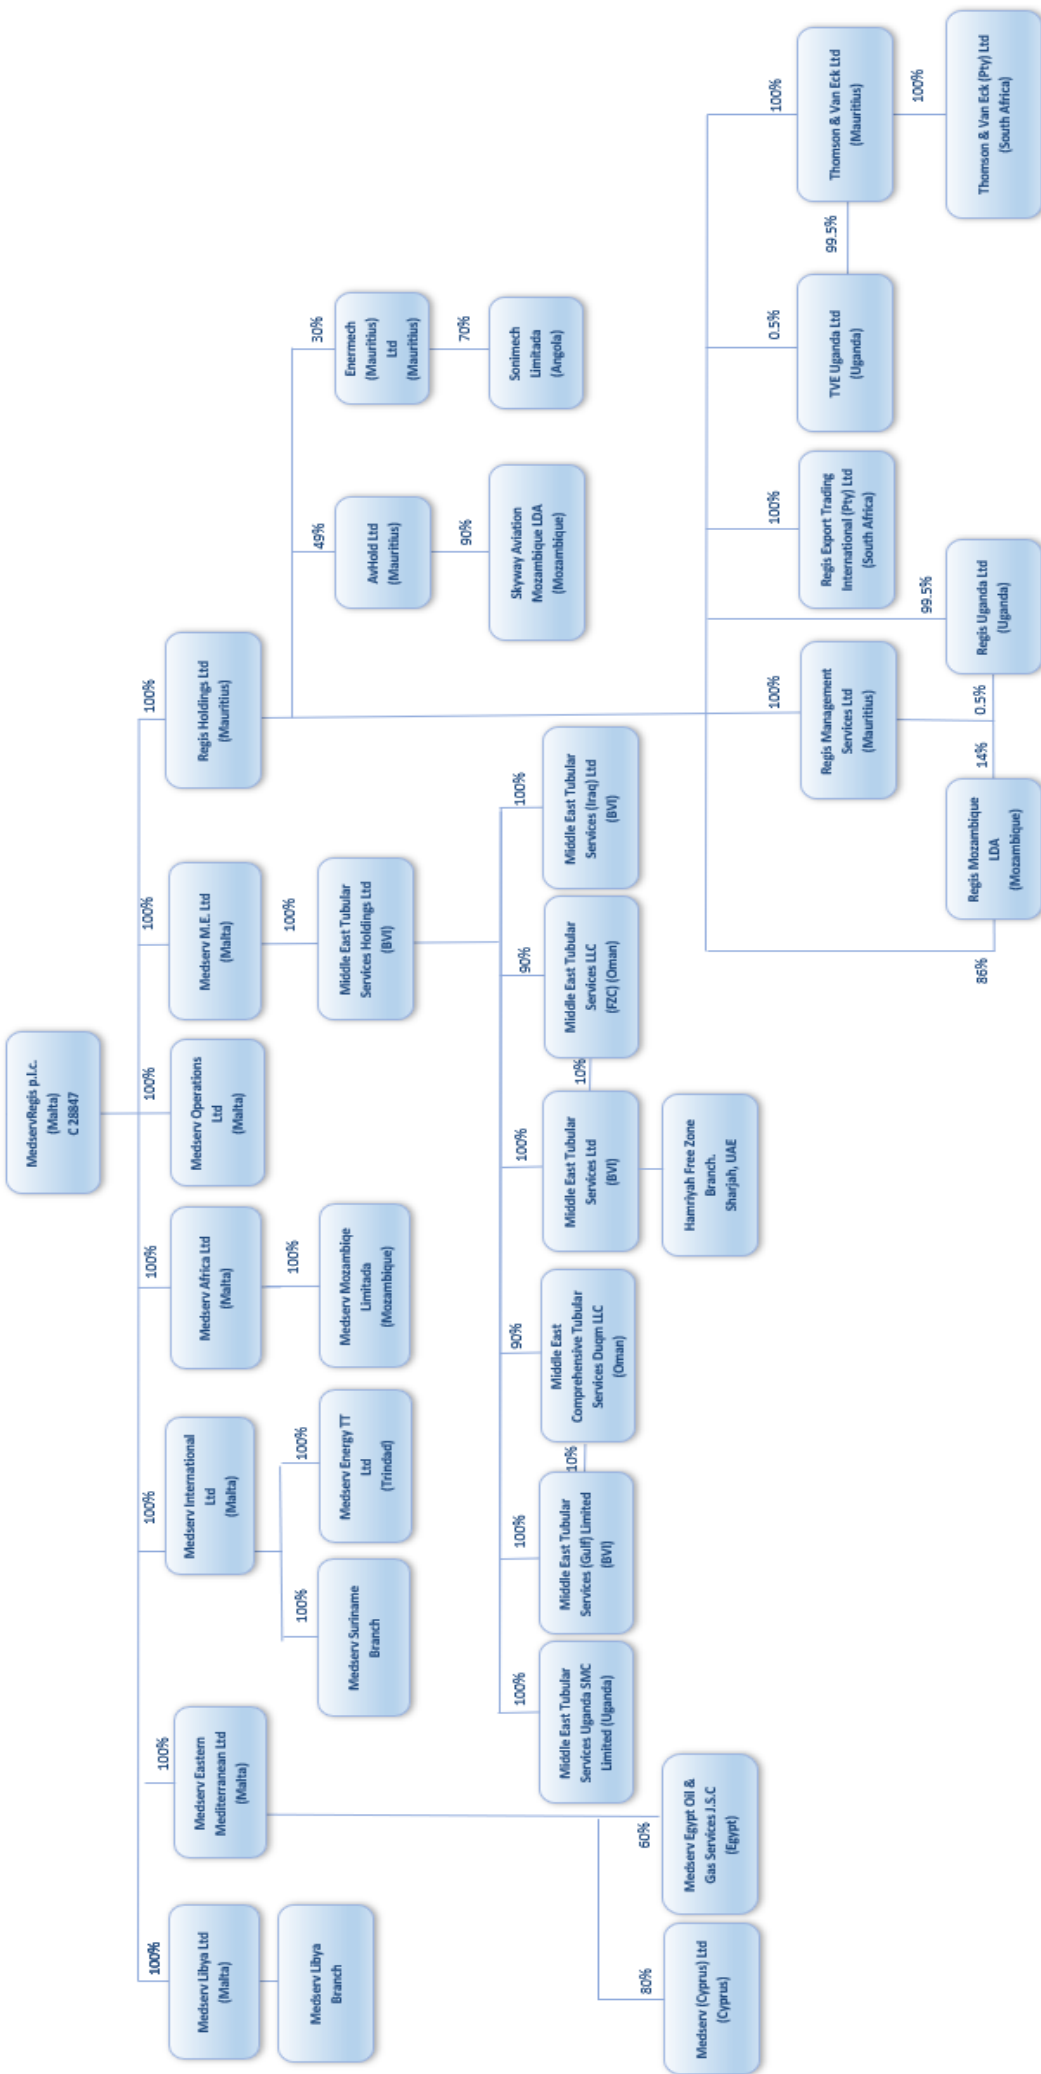 MedservRegis p.l.c.
(Malta)
C 28847
100%
100%
100%
100%
100%
100%
100%
Medserv Libya Ltd
(Malta)
Medserv Eastern
Mediterranean Ltd
(Malta)
Medserv International
Ltd
(Malta)
Medserv Africa Ltd
(Malta)
Medserv Operations
Ltd
(Malta)
Medserv M.E. Ltd
(Malta)
Regis Holdings Ltd
(Mauritius)
100%
100%
100%
100%
49%
30%
Medserv Libya
Branch
Medserv Suriname
Branch
Medserv Energy TT
Ltd
(Trindad)
Medserv Mozambiqe
Limitada
(Mozambique)
Middle East Tubular
Services Holdings Ltd
(BVI)
AvHold Ltd
(Mauritius)
Enermech
(Mauritius) Ltd
Ltd
(Mauritius)
90%
70%
Skyway Aviation
Mozambique LDA
(Mozambique)
Sonimech
Limitada
(Angola)
100%
100%
90%
100%
90%
100%
Middle East Tubular
Services Uganda SMC
Limited (Uganda)
Middle East Tubular
Services (Gulf) Limited
(BVI)
10%
Middle East
Comprehensive Tubular
Services Duqm LLC
(Oman)
Middle East Tubular
Services Ltd
(BVI)
10%
Middle East Tubular
Services LLC
(FZC) (Oman)
Middle East Tubular
Services (Iraq) Ltd
(BVI)
80%
60%
Medserv (Cyprus) Ltd
(Cyprus)
Medserv Egypt Oil &
Gas Services J.S.C
(Egypt)
Hamriyah Free Zone
Branch.
Sharjah, UAE
100%
100%
0.5%
100%
Regis Management
Services Ltd
(Mauritius)
Regis Export Trading
International (Pty) Ltd
(South Africa)
TVE Uganda Ltd
(Uganda)
99.5%
Thomson & Van Eck Ltd
(Mauritius)
86%
14%
0.5%
99.5%
100%
Regis Mozambique
LDA
(Mozambique)
Regis Uganda Ltd
(Uganda)
Thomson & Van Eck (Pty) Ltd
(South Africa)